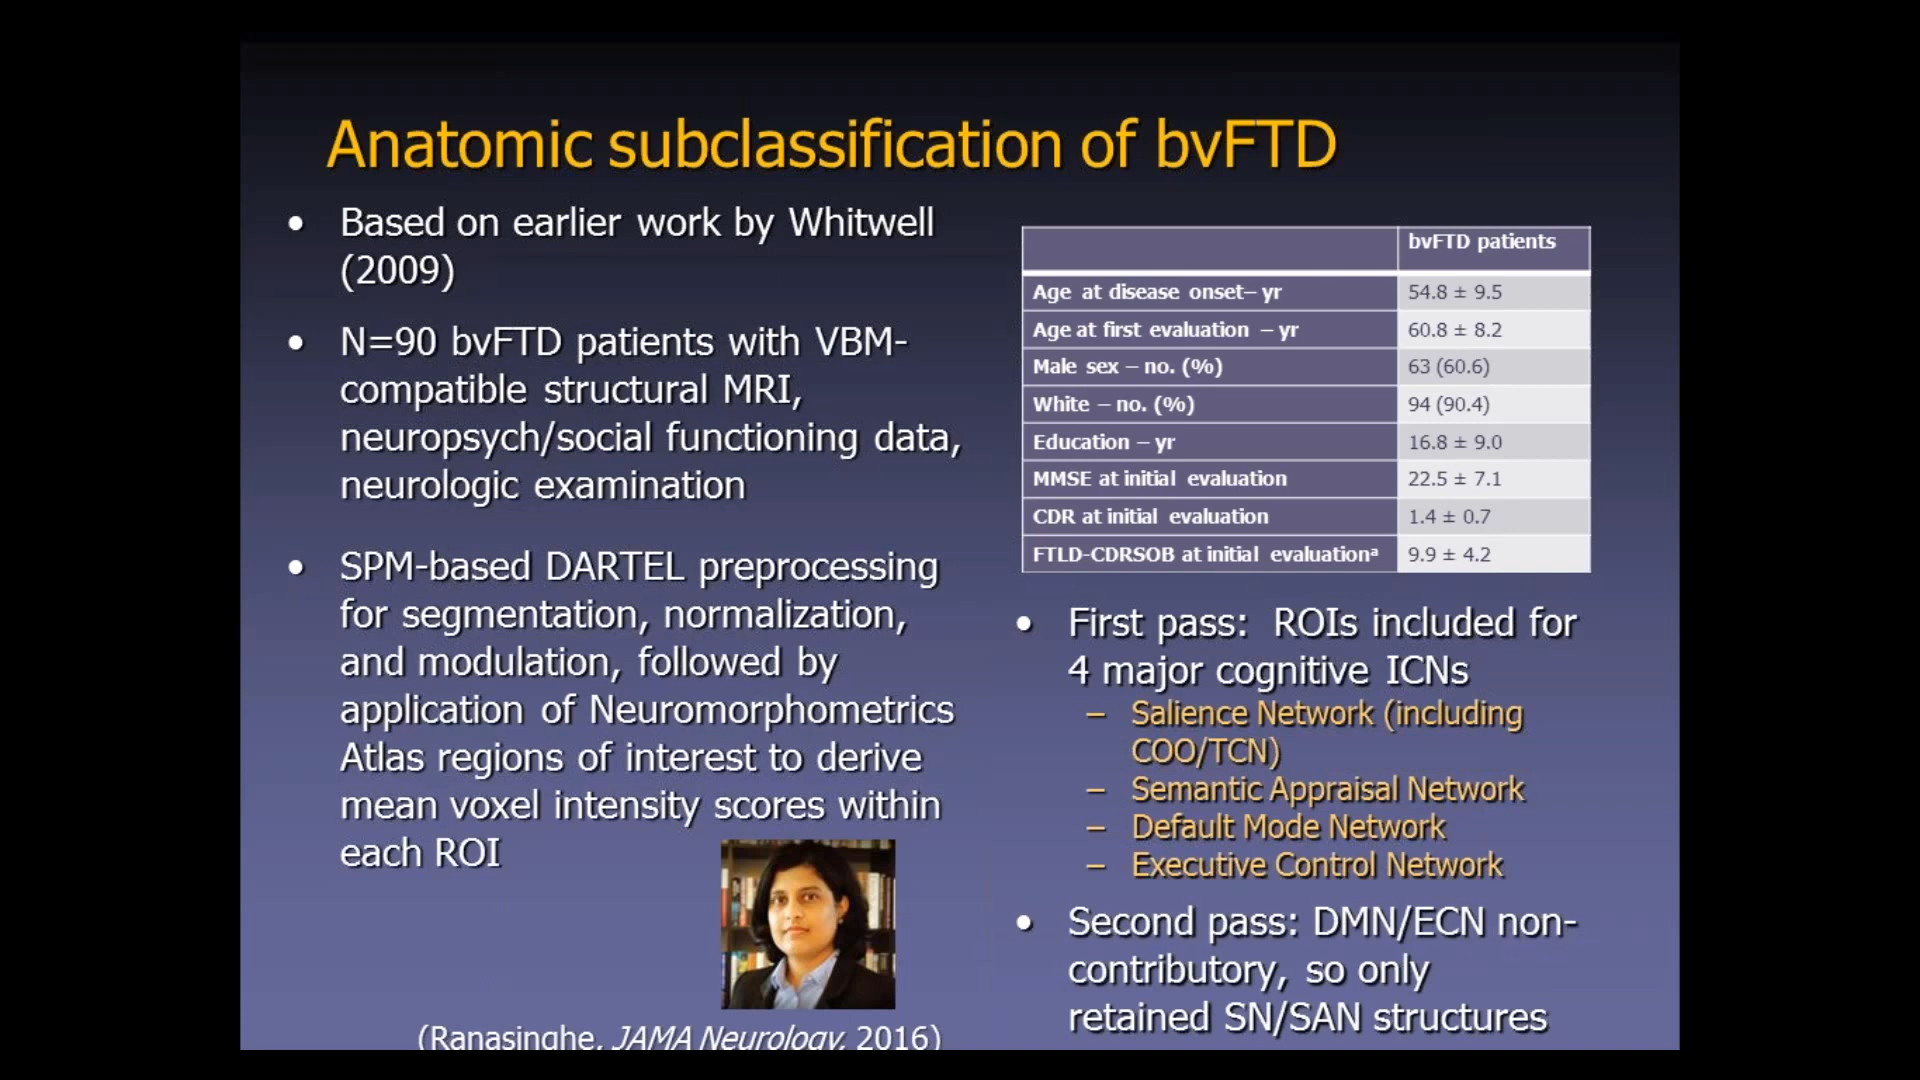 Anatomic subclassification of bvFTD
• Based on earlier work by Whitwell
(2009)
• N=90 bvFTD patients with VBM-
compatible structural MRI,
neuropsych/social functioning data,
neurologic examination
• SPM-based DARTEL preprocessing
for segmentation, normalization,
and modulation, followed by
application of Neuromorphometrics
Atlas regions of interest to derive
mean voxel intensity scores within
each ROI
(Ranasinghe, JAMA Neurology, 2016)
bvFTD patients
Age at disease onset– yr 54.8 ± 9.5
Age at first evaluation – yr 60.8 ± 8.2
Male sex – no. (%) 63 (60.6)
White – no. (%) 94 (90.4)
Education – yr 16.8 ± 9.0
MMSE at initial evaluation 22.5 ± 7.1
CDR at initial evaluation 1.4 ± 0.7
FTLD-CDRSOB at initial evaluationᵃ 9.9 ± 4.2
• First pass: ROIs included for
4 major cognitive ICNs
– Salience Network (including
COO/TCN)
– Semantic Appraisal Network
– Default Mode Network
– Executive Control Network
• Second pass: DMN/ECN non-
contributory, so only
retained SN/SAN structures